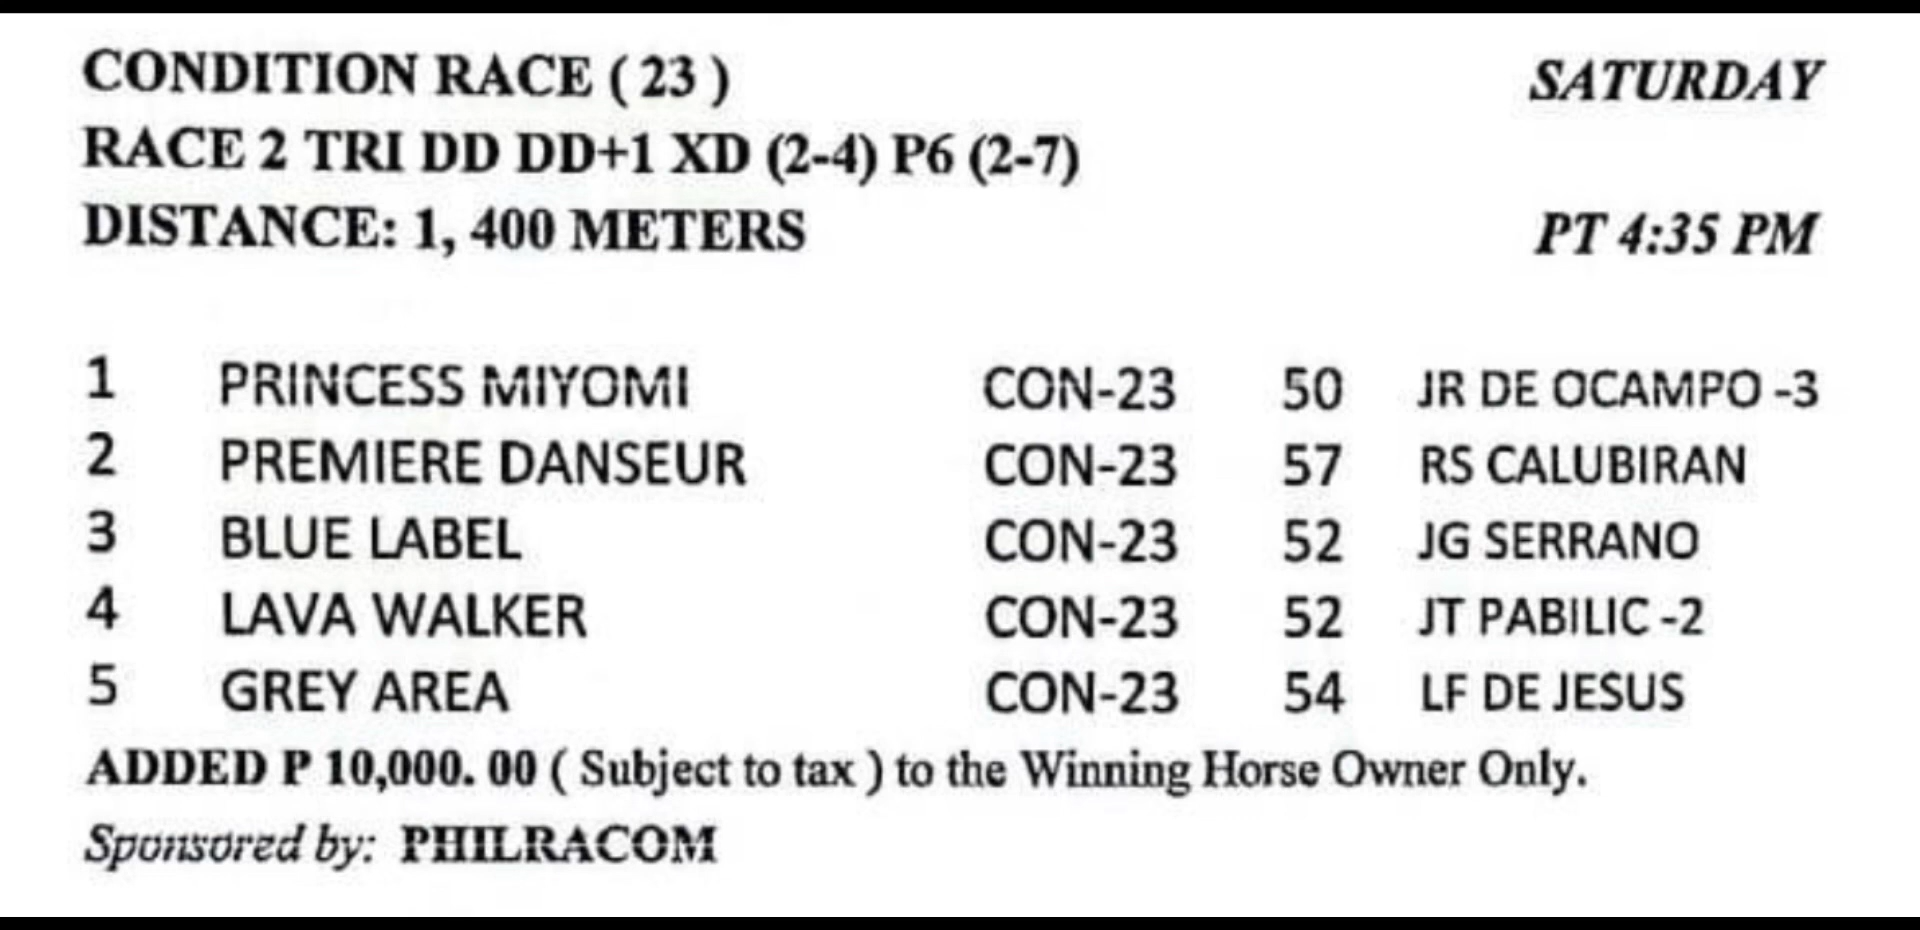 CONDITION RACE ( 23 ) SATURDAY
RACE 2 TRI DD DD+1 XD (2-4) P6 (2-7)
DISTANCE: 1, 400 METERS PT 4:35 PM
1 PRINCESS MIYOMI CON-23 50 JR DE OCAMPO -3
2 PREMIERE DANSEUR CON-23 57 RS CALUBIRAN
3 BLUE LABEL CON-23 52 JG SERRANO
4 LAVA WALKER CON-23 52 JT PABILIC -2
5 GREY AREA CON-23 54 LF DE JESUS
ADDED P 10,000. 00 ( Subject to tax ) to the Winning Horse Owner Only.
Sponsored by: PHILRACOM